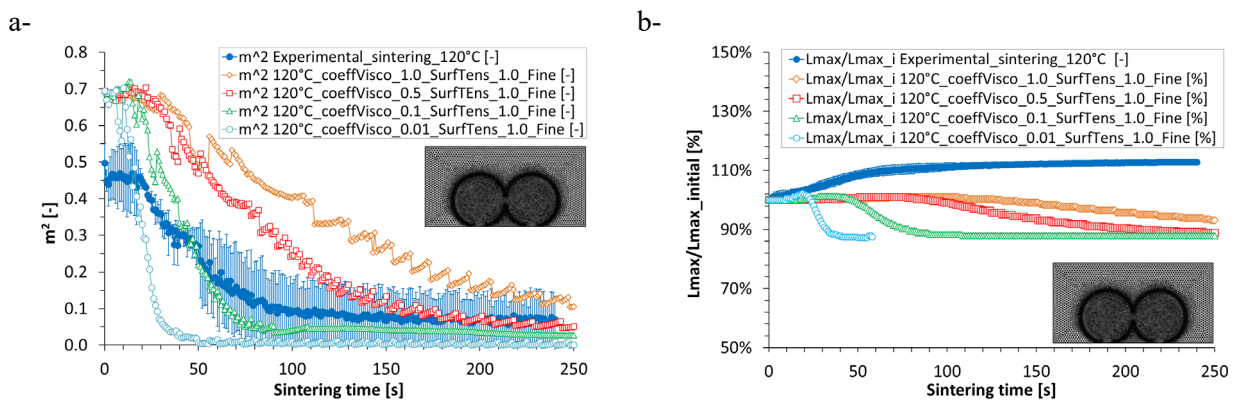 a-
m^2 Experimental_sintering_120°C [-]
m^2 120°C_coeffVisco_1.0_SurfTens_1.0_Fine [-]
m^2 120°C_coeffVisco_0.5_SurfTEns_1.0_Fine [-]
m^2 120°C_coeffVisco_0.1_SurfTens_1.0_Fine [-]
m^2 120°C_coeffVisco_0.01_SurfTens_1.0_Fine [-]
m² [-]
0.8
0.7
0.6
0.5
0.4
0.3
0.2
0.1
0.0
0 50 100 150 200 250
Sintering time [s]
b-
Lmax/Lmax_i Experimental_sintering_120°C [-]
Lmax/Lmax_i 120°C_coeffVisco_1.0_SurfTens_1.0_Fine [%]
Lmax/Lmax_i 120°C_coeffVisco_0.5_SurfTens_1.0_Fine [%]
Lmax/Lmax_i 120°C_coeffVisco_0.1_SurfTens_1.0_Fine [%]
Lmax/Lmax_i 120°C_coeffVisco_0.01_SurfTens_1.0_Fine [%]
Lmax/Lmax_initial [%]
150%
130%
110%
90%
70%
50%
0 50 100 150 200 250
Sintering time [s]